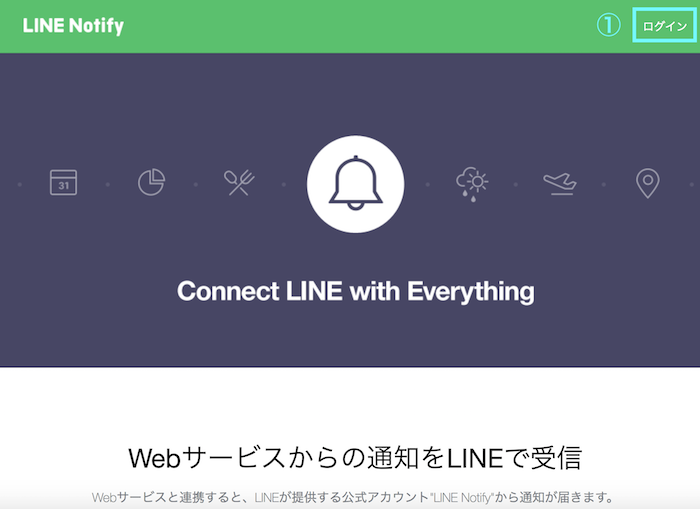 LINE Notify
① ログイン
31
Connect LINE with Everything
Webサービスからの通知をLINEで受信
Webサービスと連携すると、LINEが提供する公式アカウント"LINE Notify"から通知が届きます。